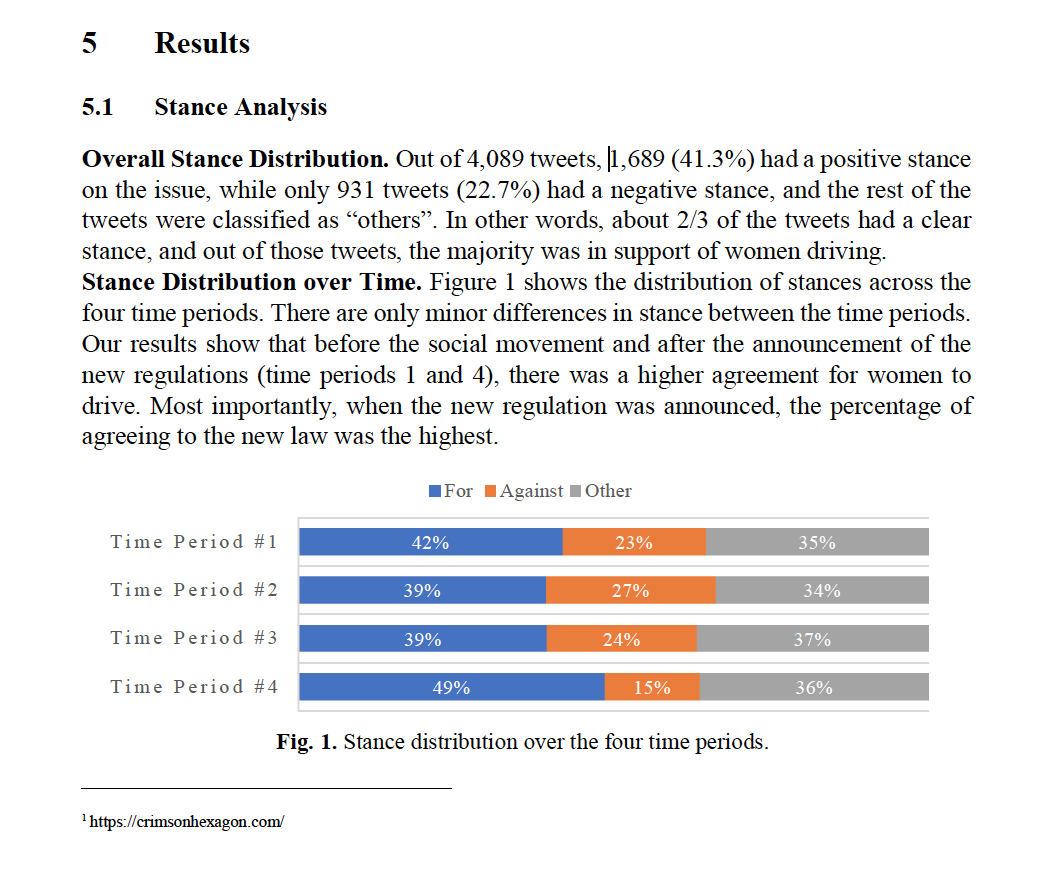 5 Results
5.1 Stance Analysis
Overall Stance Distribution. Out of 4,089 tweets, 1,689 (41.3%) had a positive stance
on the issue, while only 931 tweets (22.7%) had a negative stance, and the rest of the
tweets were classified as “others”. In other words, about 2/3 of the tweets had a clear
stance, and out of those tweets, the majority was in support of women driving.
Stance Distribution over Time. Figure 1 shows the distribution of stances across the
four time periods. There are only minor differences in stance between the time periods.
Our results show that before the social movement and after the announcement of the
new regulations (time periods 1 and 4), there was a higher agreement for women to
drive. Most importantly, when the new regulation was announced, the percentage of
agreeing to the new law was the highest.
For Against Other
Time Period #1 42% 23% 35%
Time Period #2 39% 27% 34%
Time Period #3 39% 24% 37%
Time Period #4 49% 15% 36%
Fig. 1. Stance distribution over the four time periods.
1 https://crimsonhexagon.com/